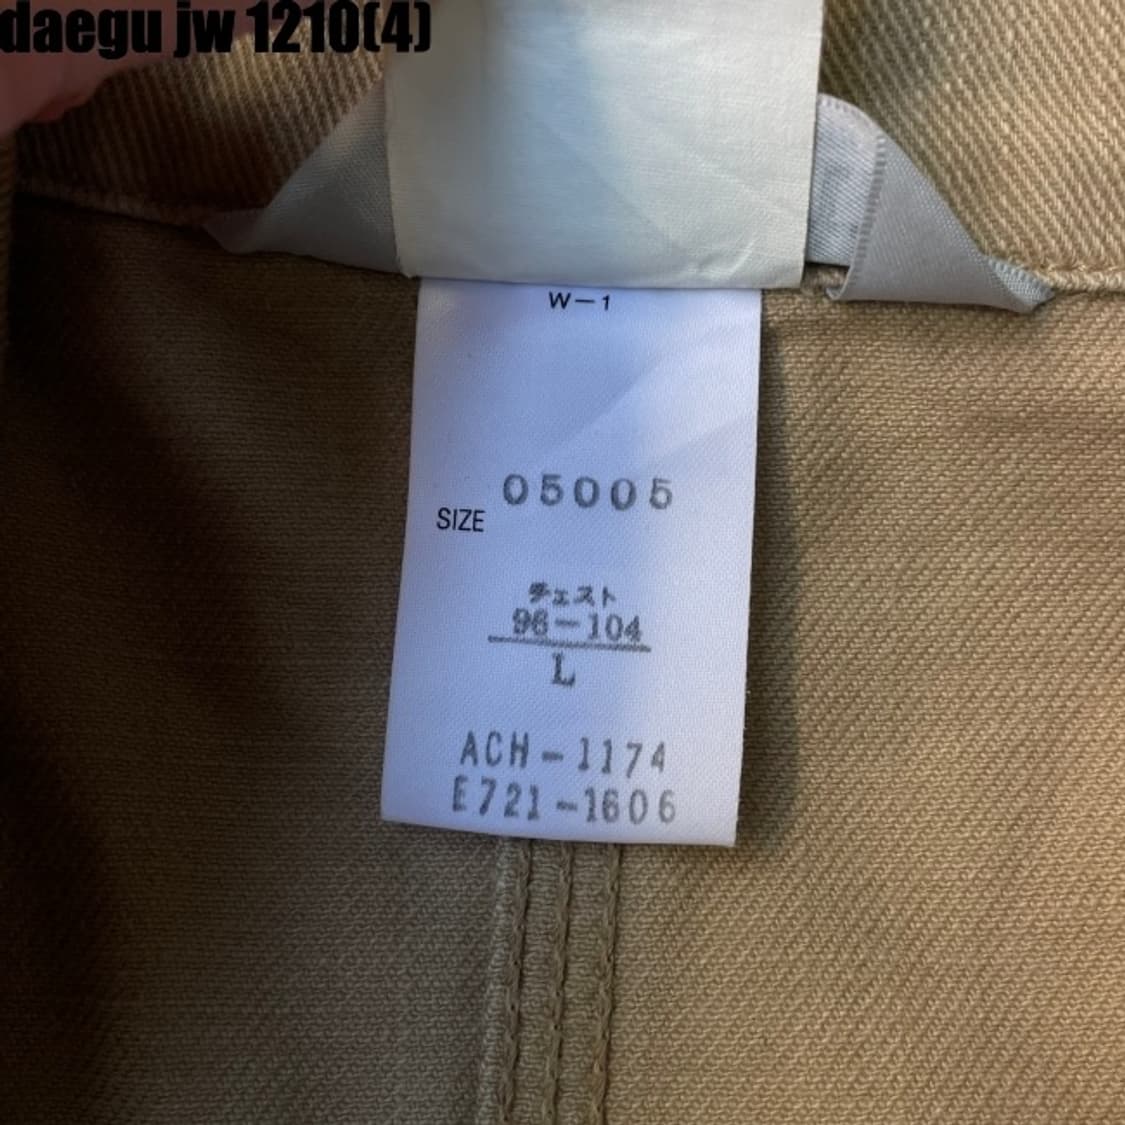 daegu jw 1210(4)
W-1
05005
SIZE
チェスト
96-104
L
ACH-1174
E721-1606